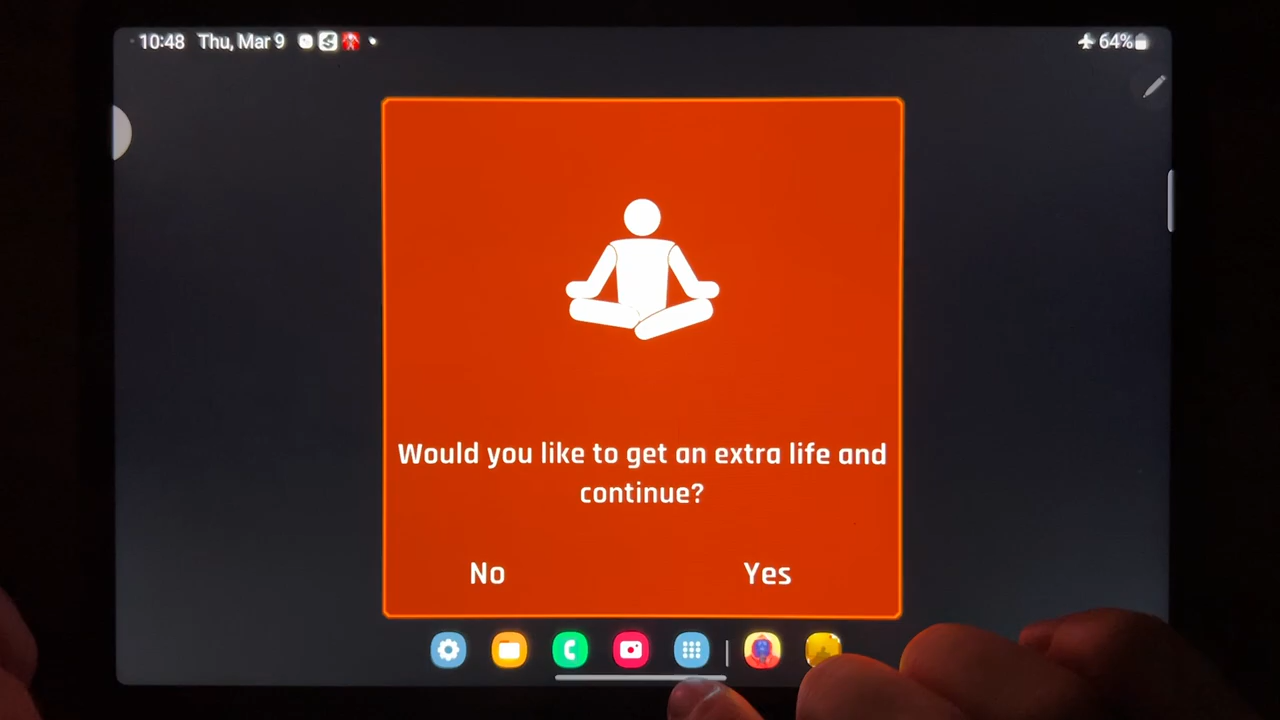 10:48 Thu, Mar 9 64%
Would you like to get an extra life and
continue?
No Yes